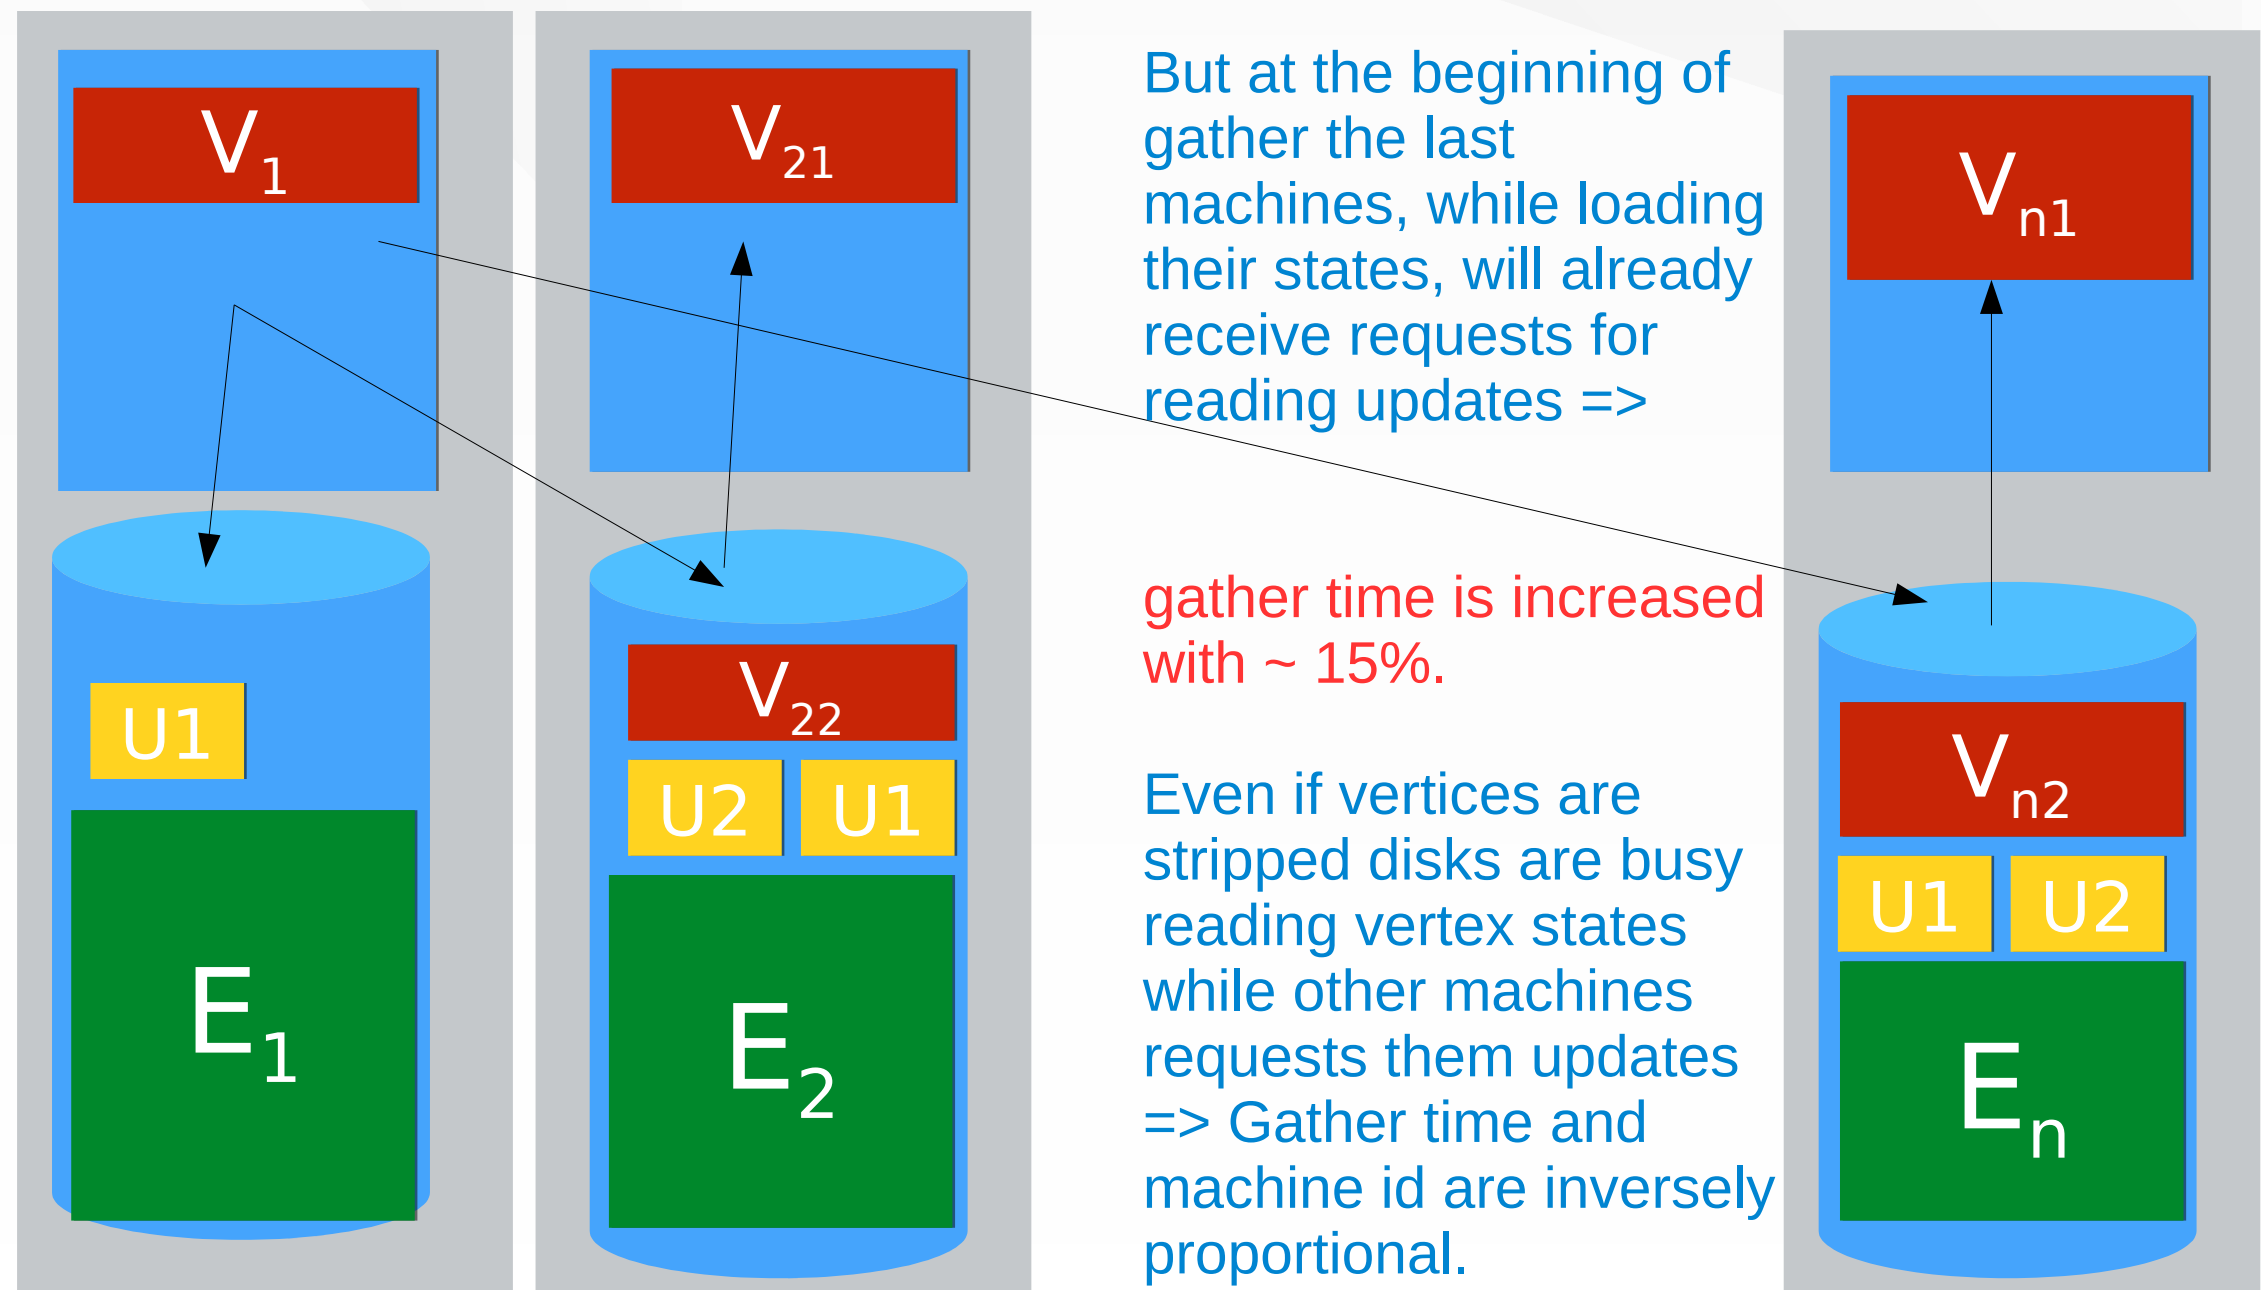 V1
U1
E1
V21
V22
U2 U1
E2
But at the beginning of
gather the last
machines, while loading
their states, will already
receive requests for
reading updates =>
gather time is increased
with ~ 15%.
Even if vertices are
stripped disks are busy
reading vertex states
while other machines
requests them updates
=> Gather time and
machine id are inversely
proportional.
Vn1
Vn2
U1 U2
En